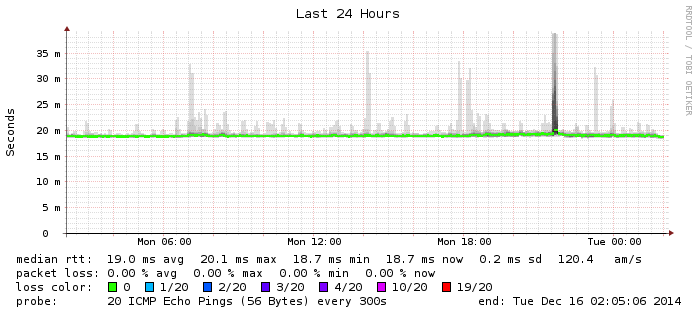 Last 24 Hours
RRDTOOL / TOBI OETIKER
Seconds
35 m
30 m
25 m
20 m
15 m
10 m
5 m
0
Mon 06:00 Mon 12:00 Mon 18:00 Tue 00:00
median rtt: 19.0 ms avg 20.1 ms max 18.7 ms min 18.7 ms now 0.2 ms sd 120.4 am/s
packet loss: 0.00 % avg 0.00 % max 0.00 % min 0.00 % now
loss color: 0 1/20 2/20 3/20 4/20 10/20 19/20
probe: 20 ICMP Echo Pings (56 Bytes) every 300s end: Tue Dec 16 02:05:06 2014